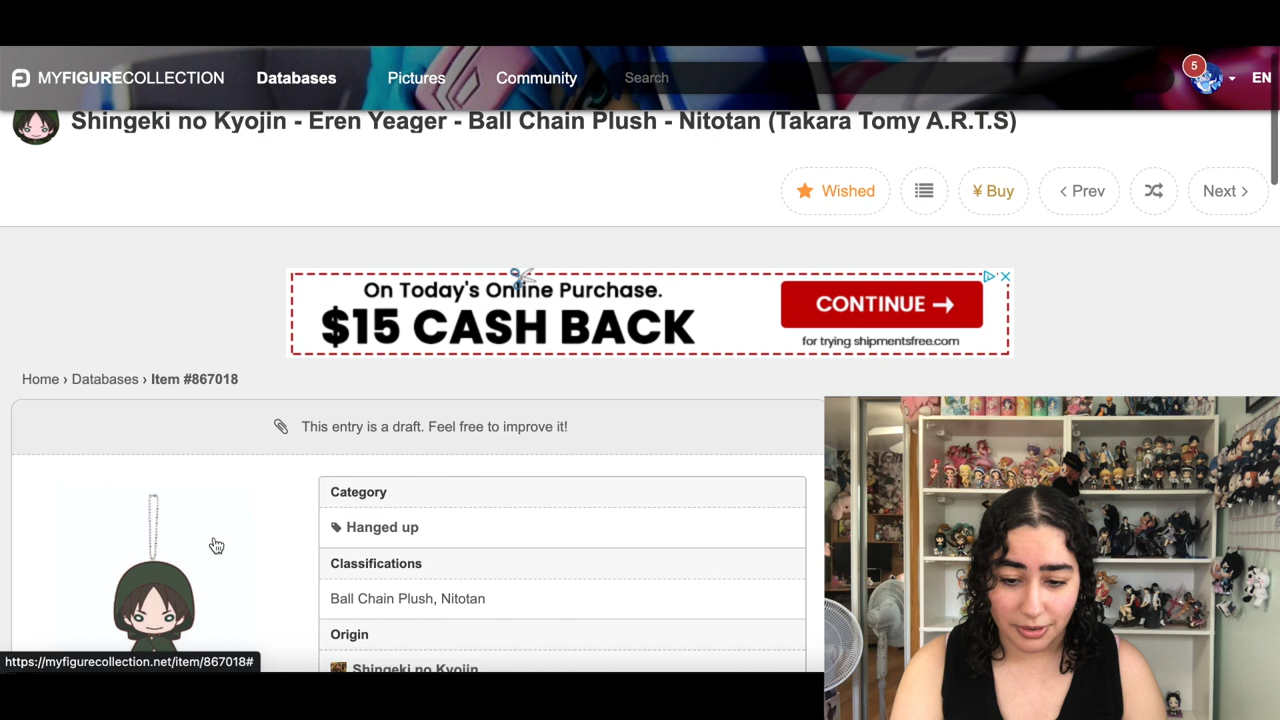 MYFIGURECOLLECTION Databases Pictures Community Search 5 EN
Shingeki no Kyojin - Eren Yeager - Ball Chain Plush - Nitotan (Takara Tomy A.R.T.S)
Wished ¥ Buy < Prev Next >
On Today's Online Purchase.
$15 CASH BACK
CONTINUE →
for trying shipmentsfree.com
Home › Databases › Item #867018
This entry is a draft. Feel free to improve it!
Category
Hanged up
Classifications
Ball Chain Plush, Nitotan
Origin
Shingeki no Kyojin
https://myfigurecollection.net/item/867018#